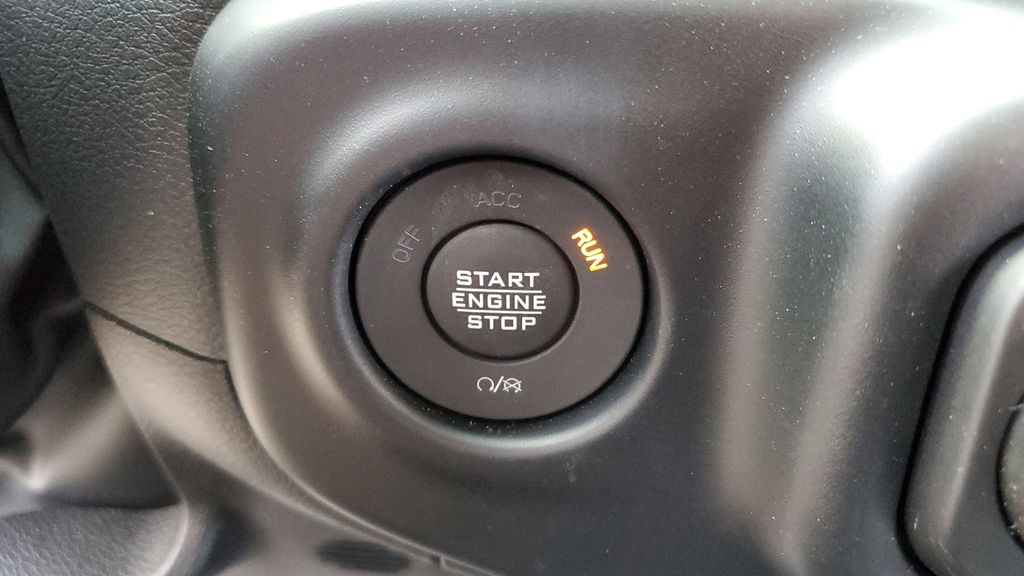 ACC
OFF
RUN
START
ENGINE
STOP